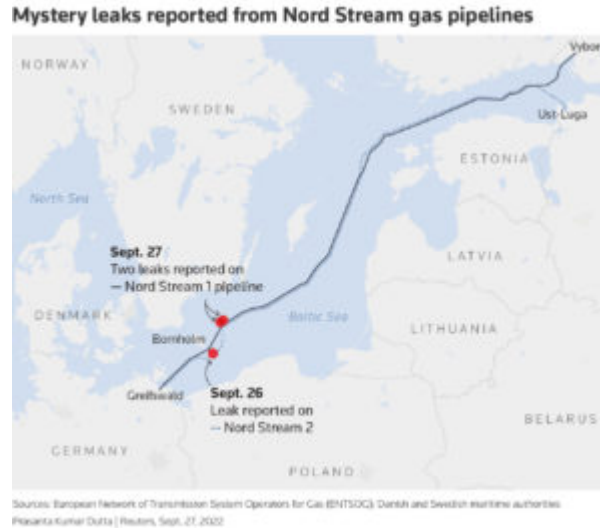 Mystery leaks reported from Nord Stream gas pipelines
NORWAY
Vybor
SWEDEN
Ust-Luga
ESTONIA
North Sea
Sept. 27
Two leaks reported on
— Nord Stream 1 pipeline
LATVIA
DENMARK
Baltic Sea
LITHUANIA
Bornholm
Greifswald
Sept. 26
Leak reported on
-- Nord Stream 2
BELARUS
GERMANY
POLAND
Sources: European Network of Transmission System Operators for Gas (ENTSOG); Danish and Swedish maritime authorities
Prasanta Kumar Dutta | Reuters, Sept. 27, 2022